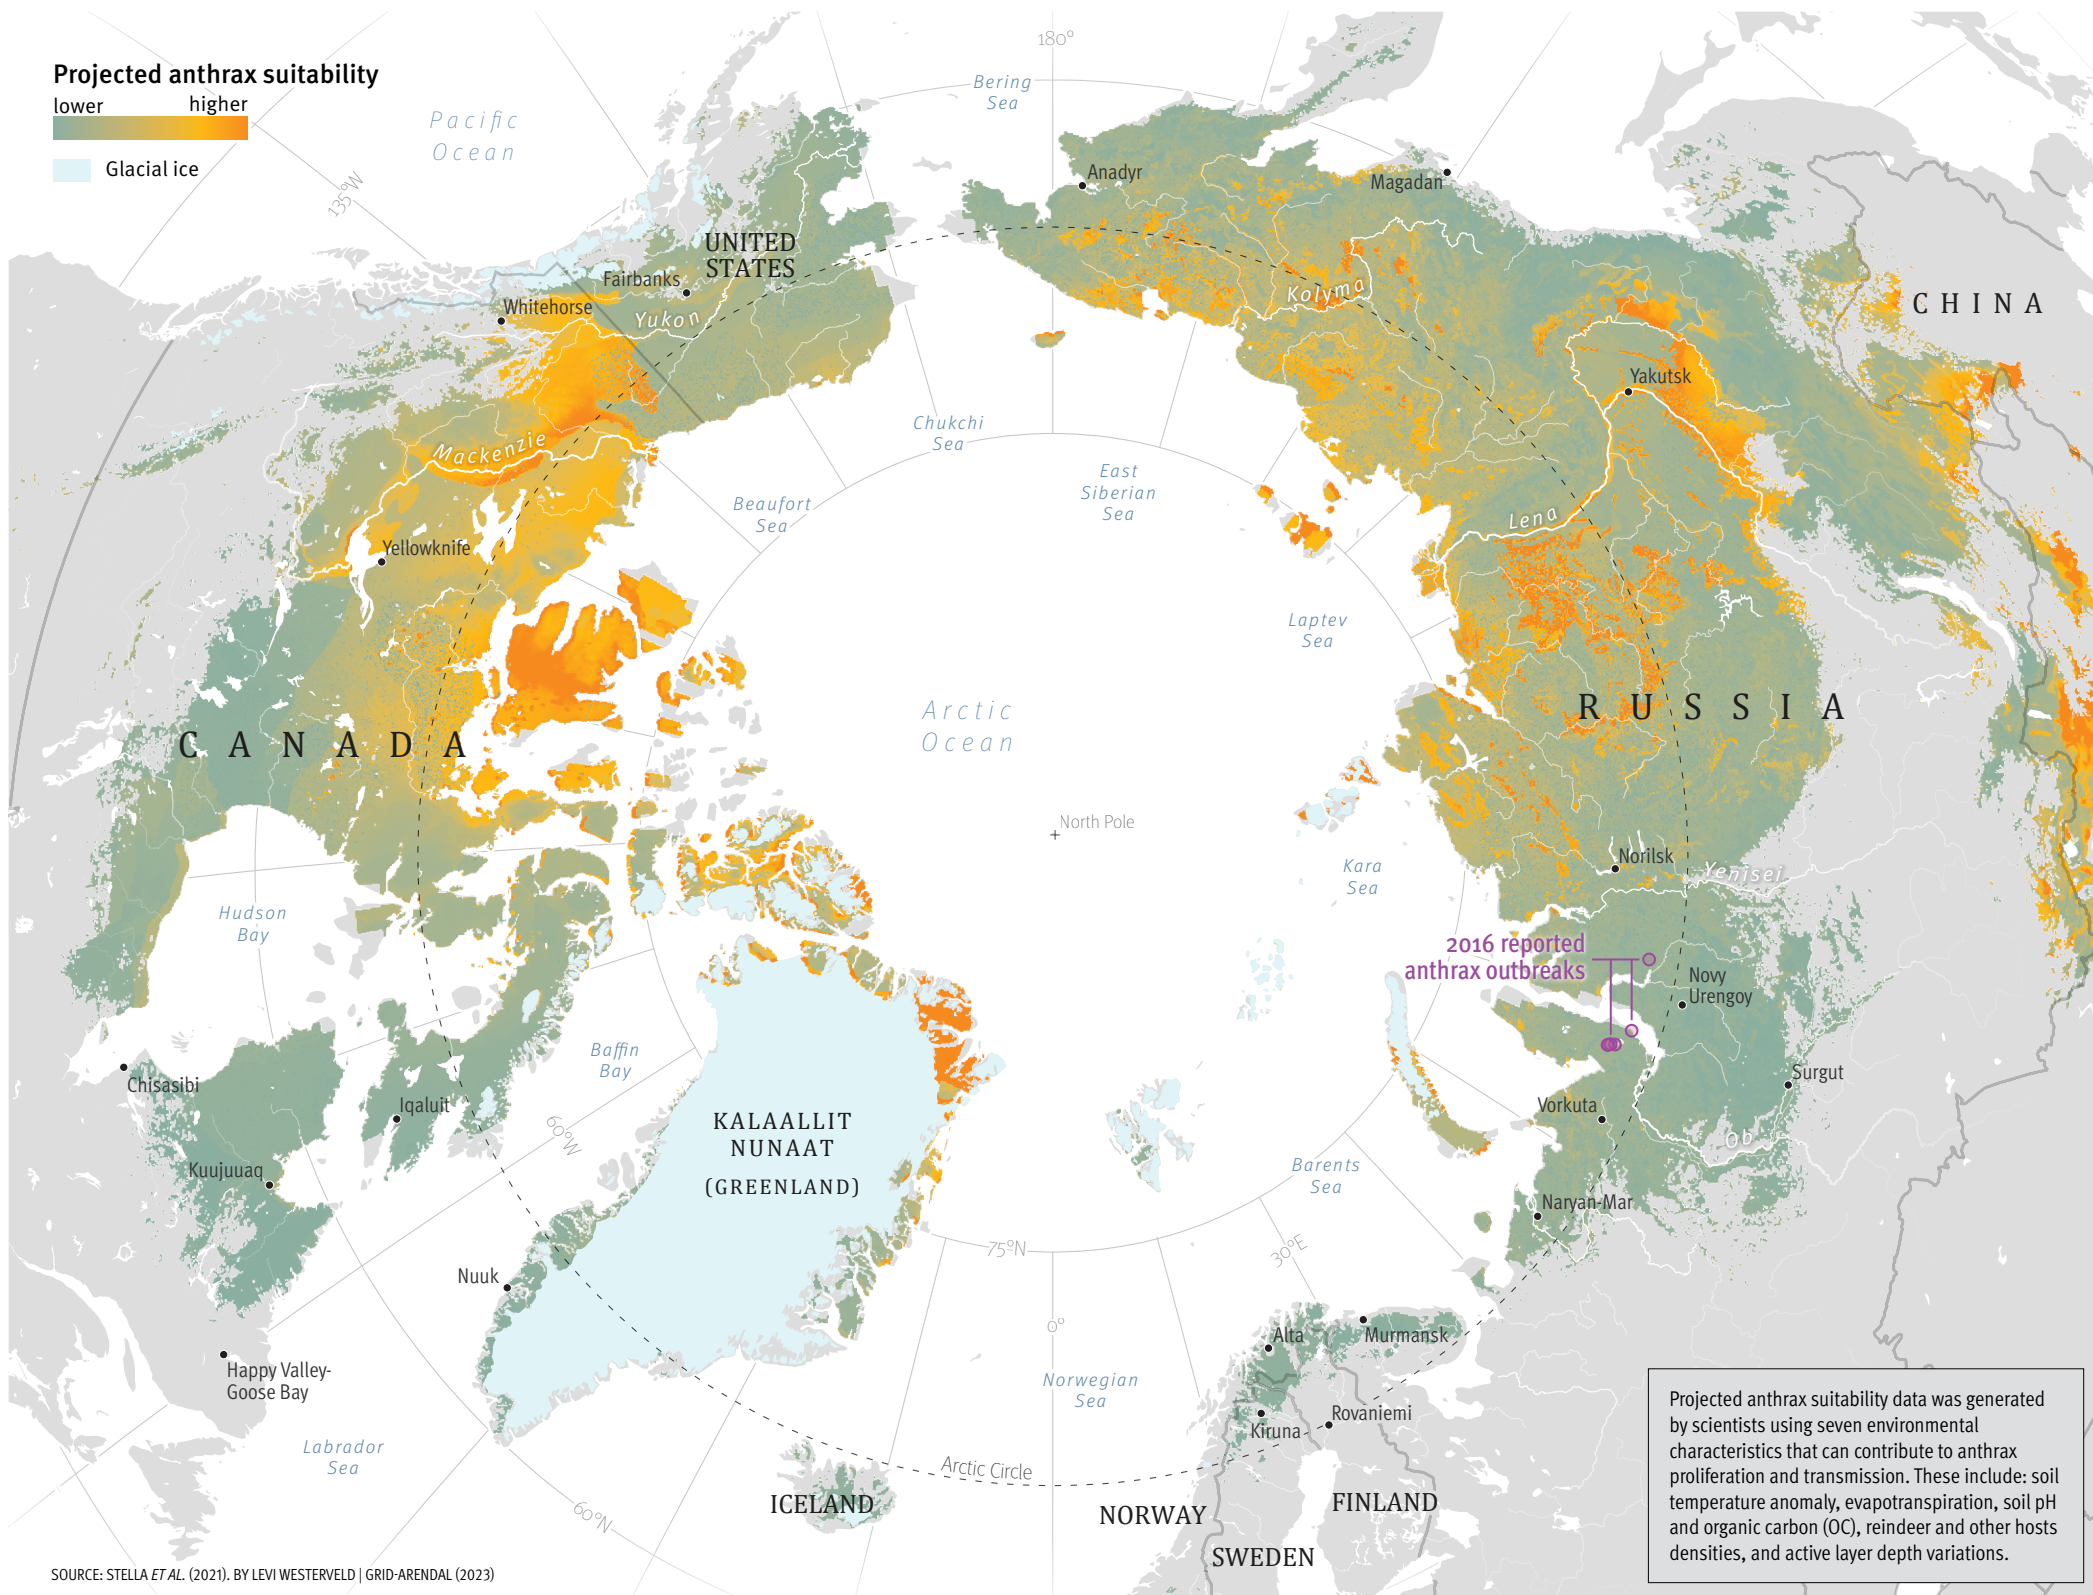 Projected anthrax suitability
lower higher
Glacial ice
180°
Bering
Sea
Pacific
Ocean
135°W
Anadyr
Magadan
UNITED
STATES
Fairbanks
Whitehorse
Yukon
Kolyma
CHINA
Yakutsk
Chukchi
Sea
Mackenzie
East
Siberian
Sea
Beaufort
Sea
Lena
Yellowknife
Laptev
Sea
Arctic
Ocean
RUSSIA
CANADA
North Pole
Norilsk
Yenisei
Kara
Sea
Hudson
Bay
2016 reported
anthrax outbreaks
Novy
Urengoy
Baffin
Bay
Chisasibi
Surgut
Iqaluit
Vorkuta
60°W
KALAALLIT
NUNAAT
(GREENLAND)
Ob
Kuujuuaq
Barents
Sea
Naryan-Mar
75°N
30°E
Nuuk
0°
Alta
Murmansk
Happy Valley-
Goose Bay
Norwegian
Sea
Rovaniemi
Kiruna
Labrador
Sea
Arctic Circle
ICELAND
60°N
NORWAY
FINLAND
SWEDEN
Projected anthrax suitability data was generated
by scientists using seven environmental
characteristics that can contribute to anthrax
proliferation and transmission. These include: soil
temperature anomaly, evapotranspiration, soil pH
and organic carbon (OC), reindeer and other hosts
densities, and active layer depth variations.
SOURCE: STELLA ET AL. (2021). BY LEVI WESTERVELD | GRID-ARENDAL (2023)